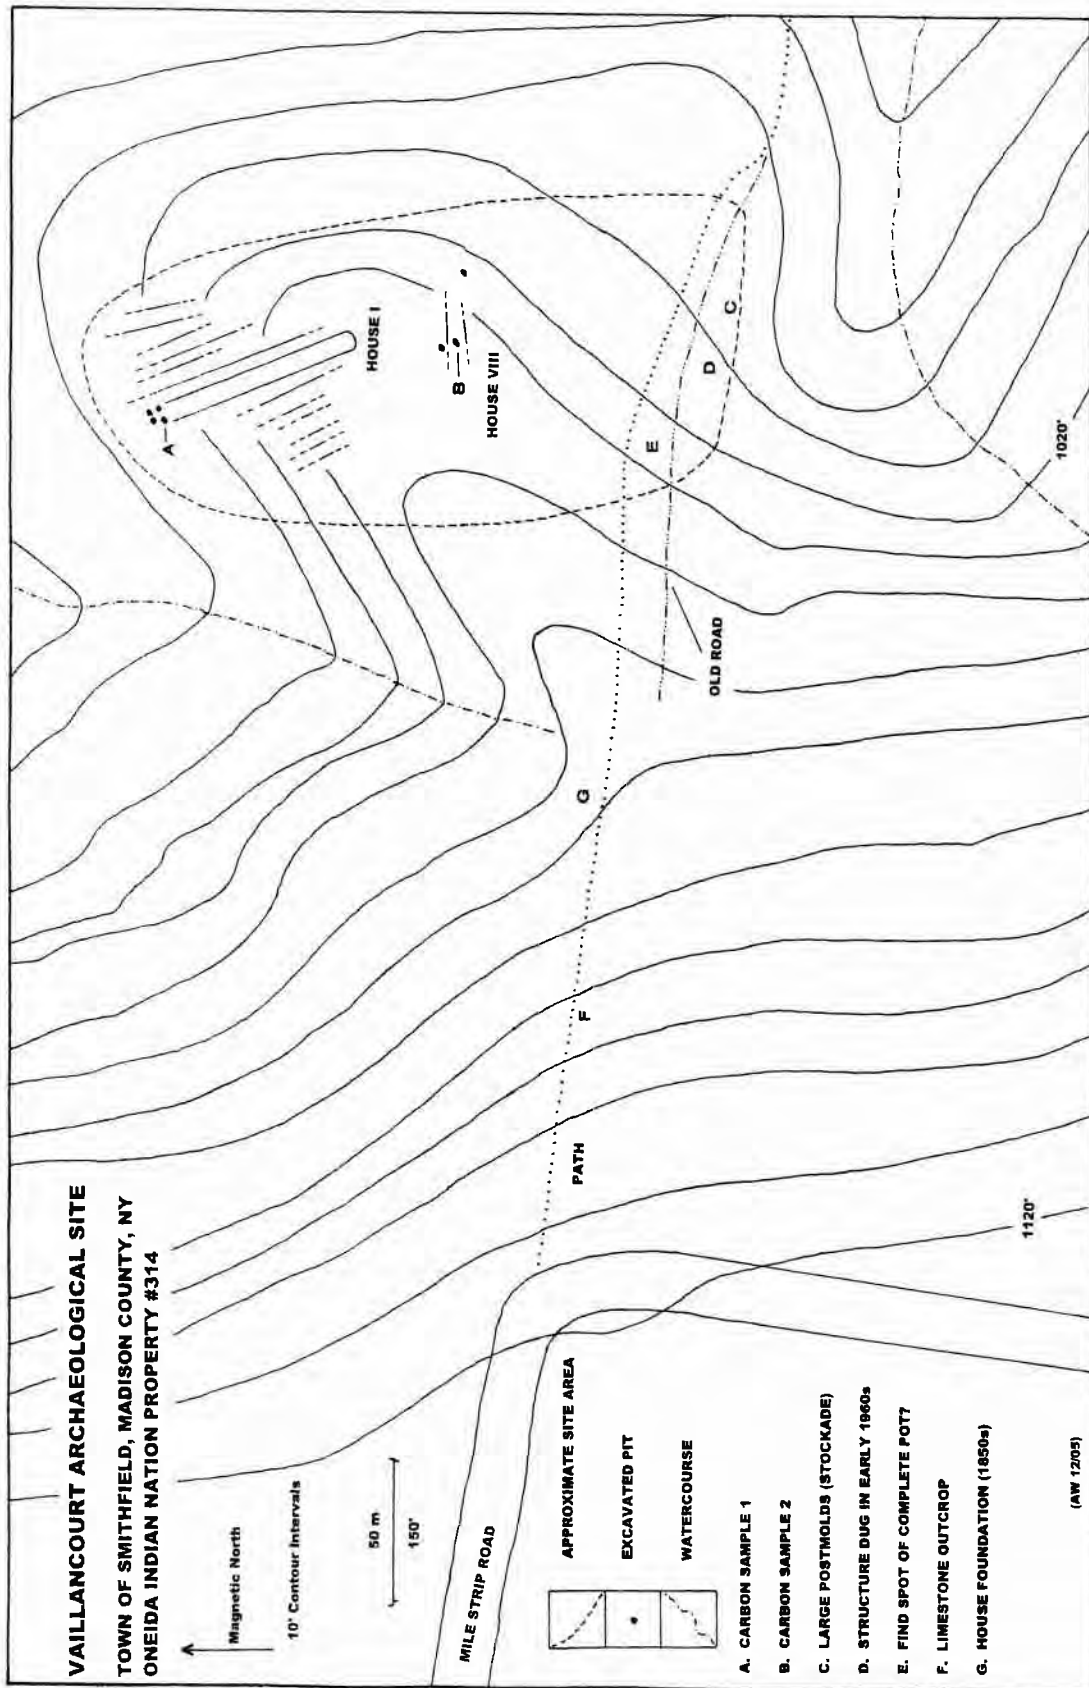 VAILLANCOURT ARCHAEOLOGICAL SITE
TOWN OF SMITHFIELD, MADISON COUNTY, NY
ONEIDA INDIAN NATION PROPERTY #314
Magnetic North
10' Contour Intervals
50 m
150'
MILE STRIP ROAD
APPROXIMATE SITE AREA
EXCAVATED PIT
WATERCOURSE
A. CARBON SAMPLE 1
B. CARBON SAMPLE 2
C. LARGE POSTMOLDS (STOCKADE)
D. STRUCTURE DUG IN EARLY 1960s
E. FIND SPOT OF COMPLETE POT?
F. LIMESTONE OUTCROP
G. HOUSE FOUNDATION (1850s)
(AW 12/05)
PATH
F
1120'
G
OLD ROAD
A
HOUSE I
B
HOUSE VIII
E
D
C
1020'